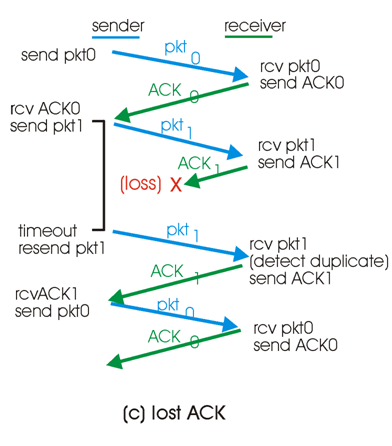 sender receiver
send pkt0
pkt0
rcv pkt0
send ACK0
ACK0
rcv ACK0
send pkt1
pkt1
rcv pkt1
send ACK1
ACK1
(loss) X
timeout
resend pkt1
pkt1
rcv pkt1
(detect duplicate)
send ACK1
ACK1
rcvACK1
send pkt0
pkt0
rcv pkt0
send ACK0
ACK0
(c) lost ACK